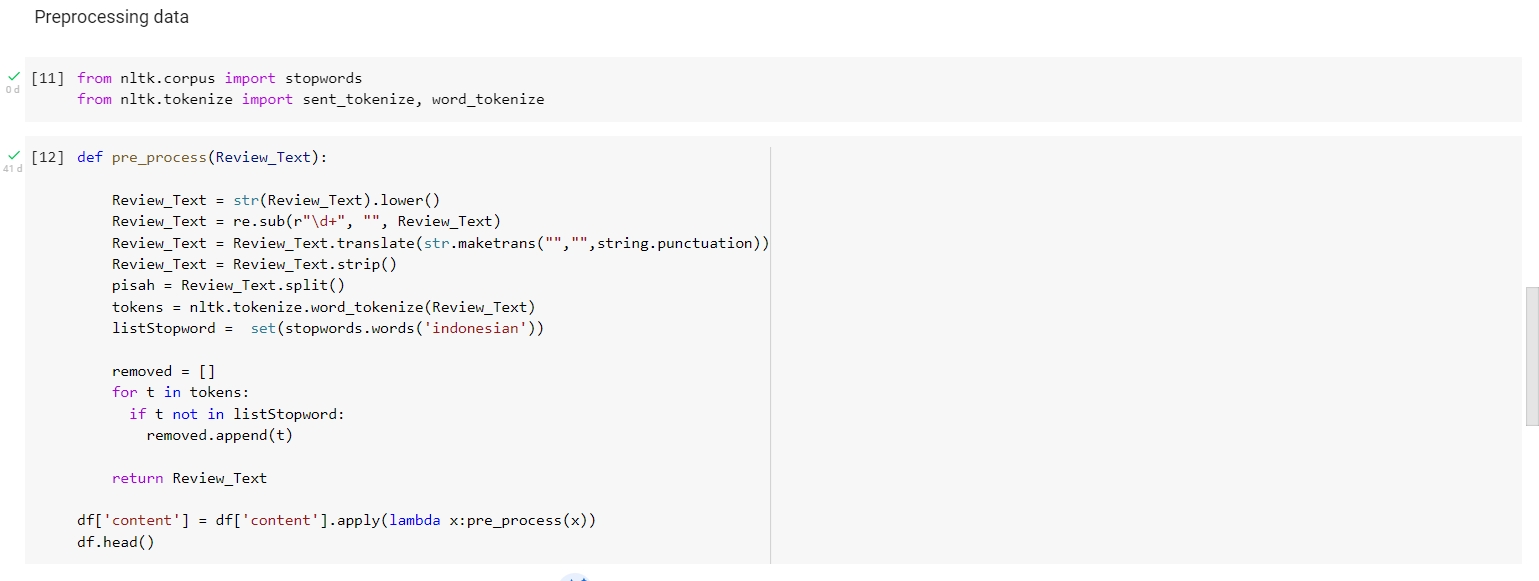 Preprocessing data
[11] from nltk.corpus import stopwords
0 d
from nltk.tokenize import sent_tokenize, word_tokenize
[12] def pre_process(Review_Text):
41 d
Review_Text = str(Review_Text).lower()
Review_Text = re.sub(r"\d+", "", Review_Text)
Review_Text = Review_Text.translate(str.maketrans("","",string.punctuation))
Review_Text = Review_Text.strip()
pisah = Review_Text.split()
tokens = nltk.tokenize.word_tokenize(Review_Text)
listStopword =  set(stopwords.words('indonesian'))
removed = []
for t in tokens:
if t not in listStopword:
removed.append(t)
return Review_Text
df['content'] = df['content'].apply(lambda x:pre_process(x))
df.head()